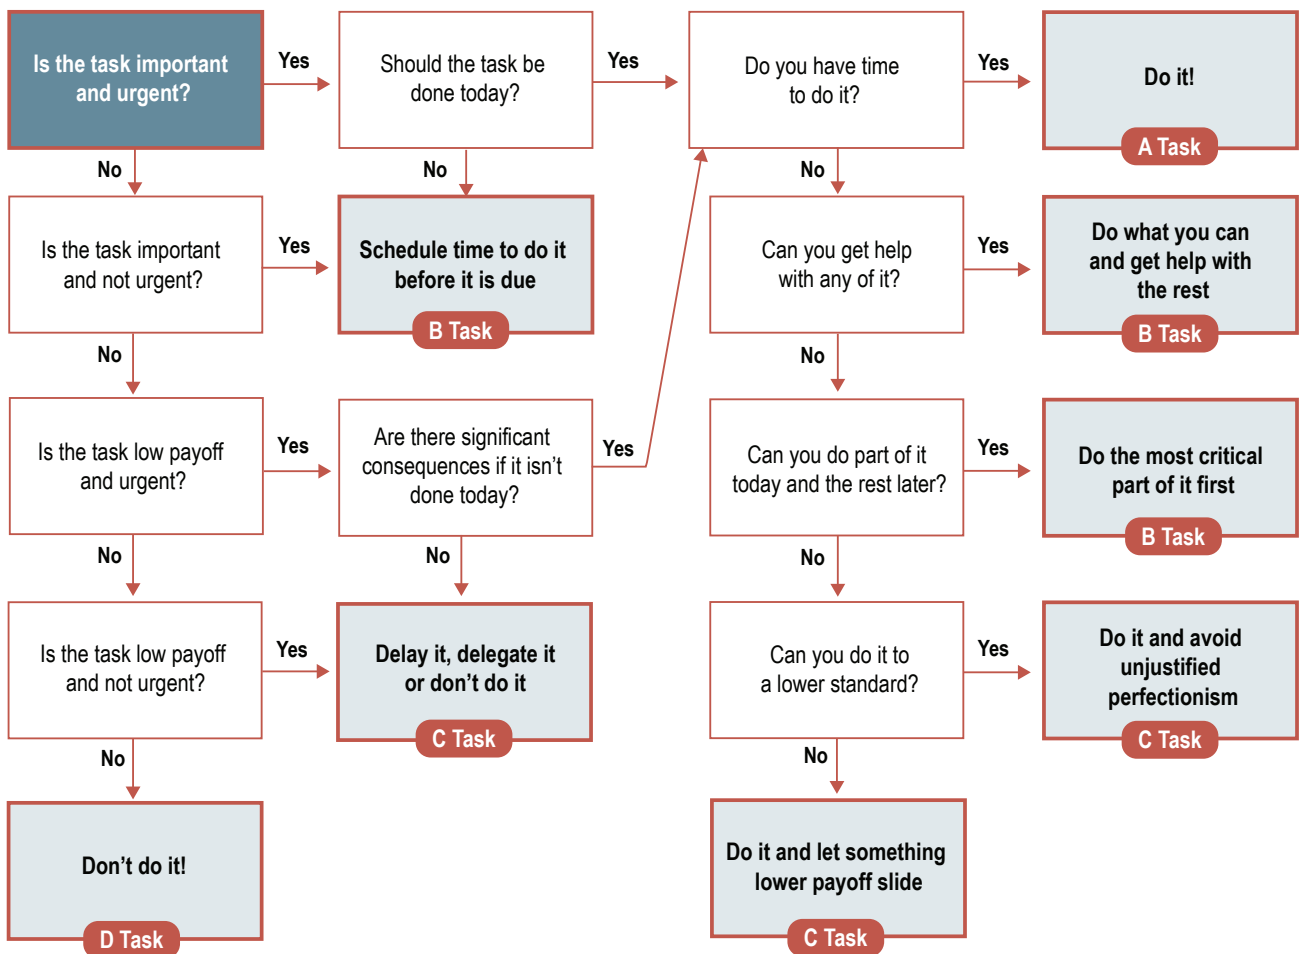 Is the task important
and urgent?
Yes
Should the task be
done today?
Yes
Do you have time
to do it?
Yes
Do it!
A Task
No
No
No
Is the task important
and not urgent?
Yes
Schedule time to do it
before it is due
B Task
Can you get help
with any of it?
Yes
Do what you can
and get help with
the rest
B Task
No
No
Is the task low payoff
and urgent?
Yes
Are there significant
consequences if it isn't
done today?
Yes
Can you do part of it
today and the rest later?
Yes
Do the most critical
part of it first
B Task
No
No
No
Is the task low payoff
and not urgent?
Yes
Delay it, delegate it
or don't do it
C Task
Can you do it to
a lower standard?
Yes
Do it and avoid
unjustified
perfectionism
C Task
No
No
Don't do it!
D Task
Do it and let something
lower payoff slide
C Task